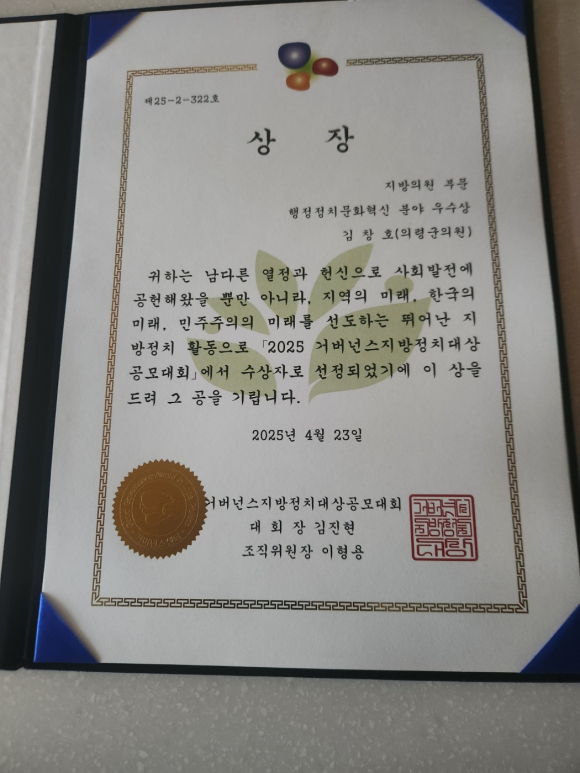 제25-2-322호
상 장
지방의원 부문
행정정치문화혁신 분야 우수상
김 창 호(의령군의원)
귀하는 남다른 열정과 헌신으로 사회발전에
공헌해왔을 뿐만 아니라, 지역의 미래, 한국의
미래, 민주주의의 미래를 선도하는 뛰어난 지
방정치 활동으로 「2025 거버넌스지방정치대상
공모대회」에서 수상자로 선정되었기에 이 상을
드려 그 공을 기립니다.
2025년 4월 23일
거버넌스지방정치대상공모대회
대 회 장 김진현
조직위원장 이형용